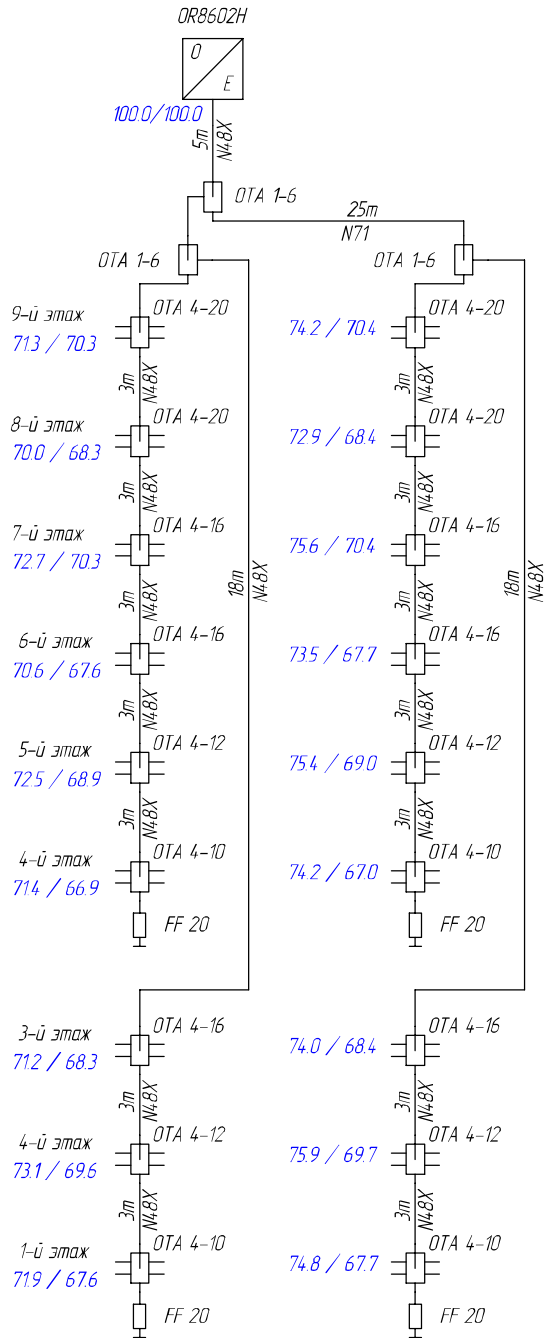 OR8602H
O
E
100.0/100.0
5m
N48X
OTA 1-6
25m
N71
OTA 1-6
OTA 1-6
9-й этаж
OTA 4-20
71.3 / 70.3
74.2 / 70.4
OTA 4-20
3m
N48X
3m
N48X
8-й этаж
OTA 4-20
70.0 / 68.3
72.9 / 68.4
OTA 4-20
3m
N48X
3m
N48X
7-й этаж
OTA 4-16
72.7 / 70.3
75.6 / 70.4
OTA 4-16
18m
N48X
18m
N48X
3m
N48X
3m
N48X
6-й этаж
OTA 4-16
70.6 / 67.6
73.5 / 67.7
OTA 4-16
3m
N48X
3m
N48X
5-й этаж
OTA 4-12
72.5 / 68.9
75.4 / 69.0
OTA 4-12
3m
N48X
3m
N48X
4-й этаж
OTA 4-10
71.4 / 66.9
74.2 / 67.0
OTA 4-10
FF 20
FF 20
3-й этаж
OTA 4-16
71.2 / 68.3
74.0 / 68.4
OTA 4-16
3m
N48X
3m
N48X
4-й этаж
OTA 4-12
73.1 / 69.6
75.9 / 69.7
OTA 4-12
3m
N48X
3m
N48X
1-й этаж
OTA 4-10
71.9 / 67.6
74.8 / 67.7
OTA 4-10
FF 20
FF 20